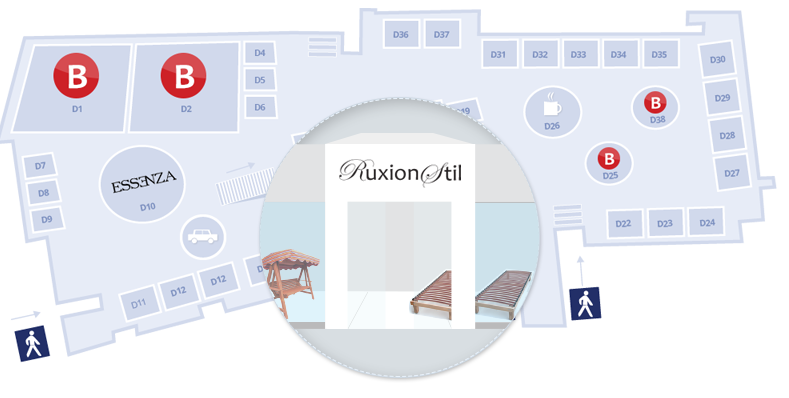 D36
D37
D4
D31
D32
D33
D34
D35
D30
B
D1
B
D2
D5
D6
D29
B
D38
D26
D28
D7
B
D25
RuxionStil
D27
D8
ESSENZA
D10
D9
D22
D23
D24
D12
D12
D11